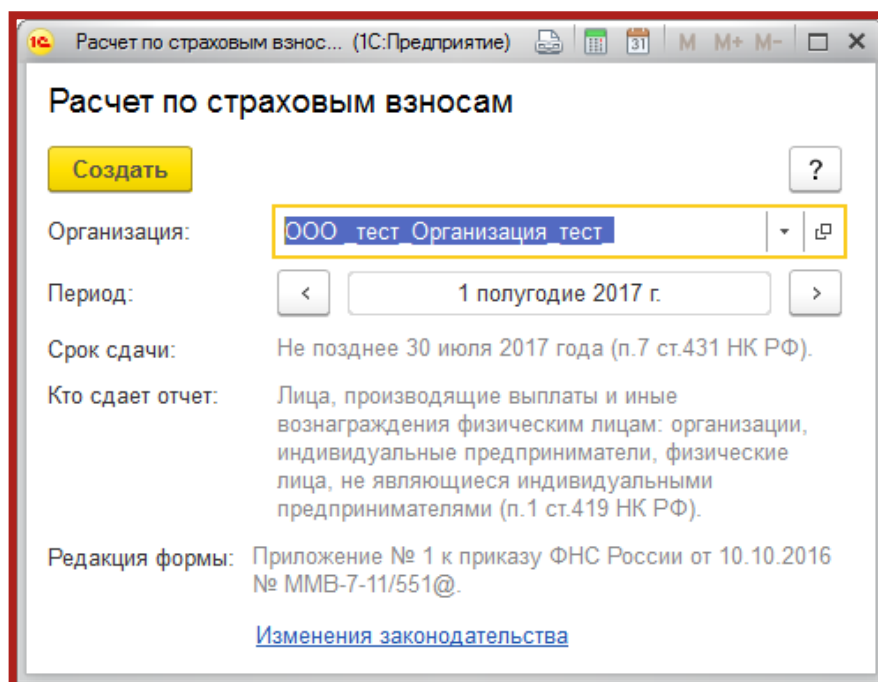 1С Расчет по страховым взнос... (1С:Предприятие) 31 M M+ M-
Расчет по страховым взносам
Создать ?
Организация: ООО _тест_Организация_тест_
Период: < 1 полугодие 2017 г. >
Срок сдачи: Не позднее 30 июля 2017 года (п.7 ст.431 НК РФ).
Кто сдает отчет: Лица, производящие выплаты и иные
вознаграждения физическим лицам: организации,
индивидуальные предприниматели, физические
лица, не являющиеся индивидуальными
предпринимателями (п.1 ст.419 НК РФ).
Редакция формы: Приложение № 1 к приказу ФНС России от 10.10.2016
№ ММВ-7-11/551@.
Изменения законодательства